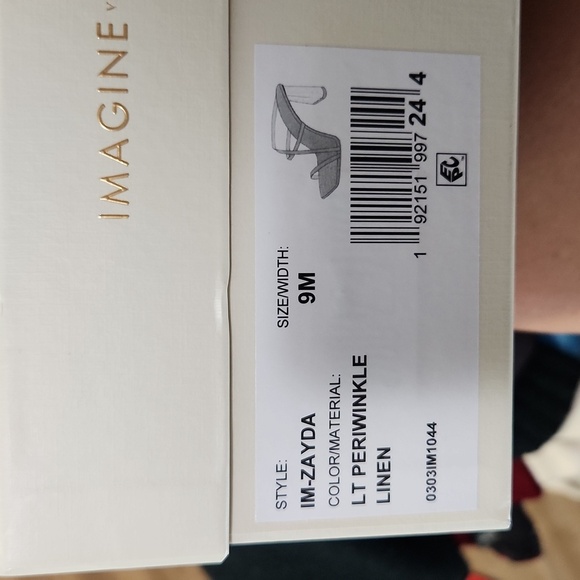 IMAGINE V
STYLE:
IM-ZAYDA
SIZE/WIDTH:
9M
COLOR/MATERIAL:
LT PERIWINKLE
LINEN
0303IM1044
1 92151 997 24 4